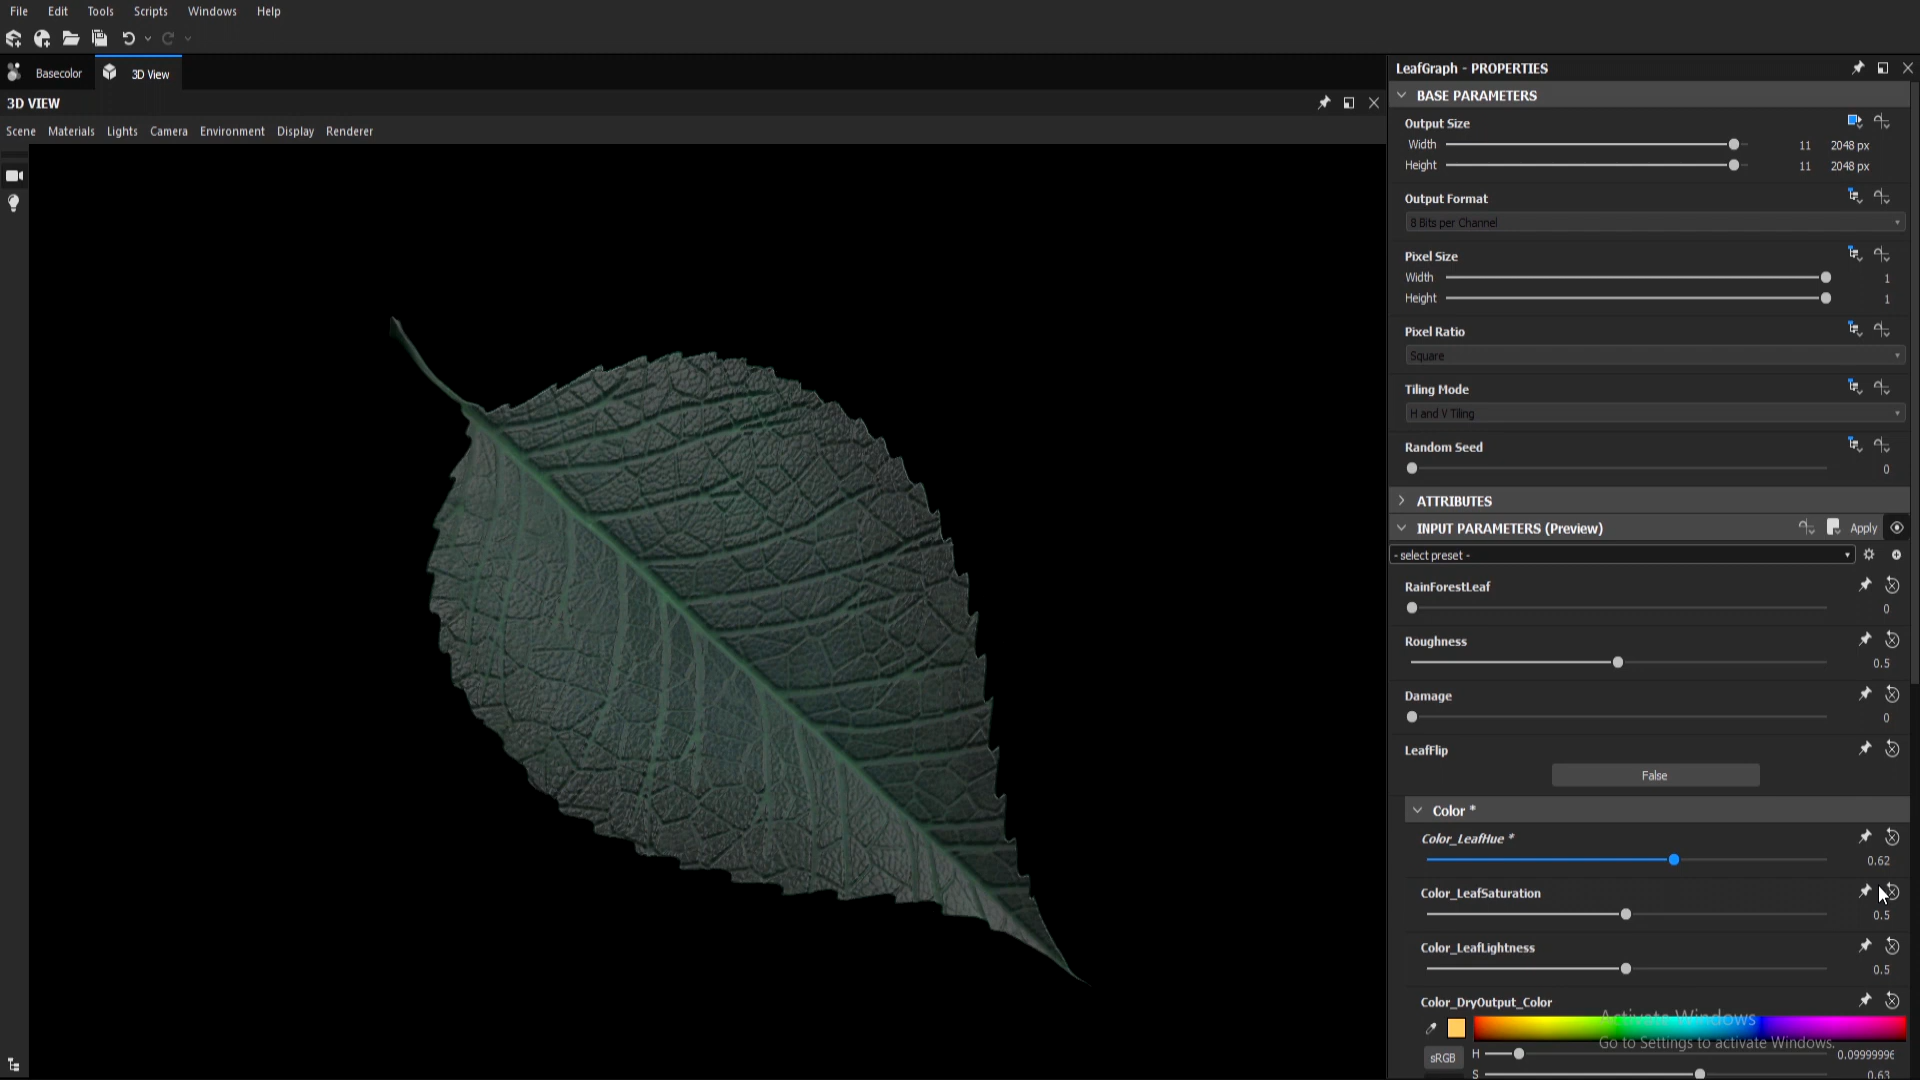 File Edit Tools Scripts Windows Help
Basecolor 3D View
3D VIEW
Scene Materials Lights Camera Environment Display Renderer
LeafGraph - PROPERTIES
BASE PARAMETERS
Output Size
Width 11 2048 px
Height 11 2048 px
Output Format
8 Bits per Channel
Pixel Size
Width 1
Height 1
Pixel Ratio
Square
Tiling Mode
H and V Tiling
Random Seed
0
ATTRIBUTES
INPUT PARAMETERS (Preview) Apply
- select preset -
RainForestLeaf
0
Roughness
0.5
Damage
0
LeafFlip
False
Color *
Color_LeafHue *
0.62
Color_LeafSaturation
0.5
Color_LeafLightness
0.5
Color_DryOutput_Color
Activate Windows
Go to Settings to activate Windows.
sRGB H 0.09999996
S 0.63